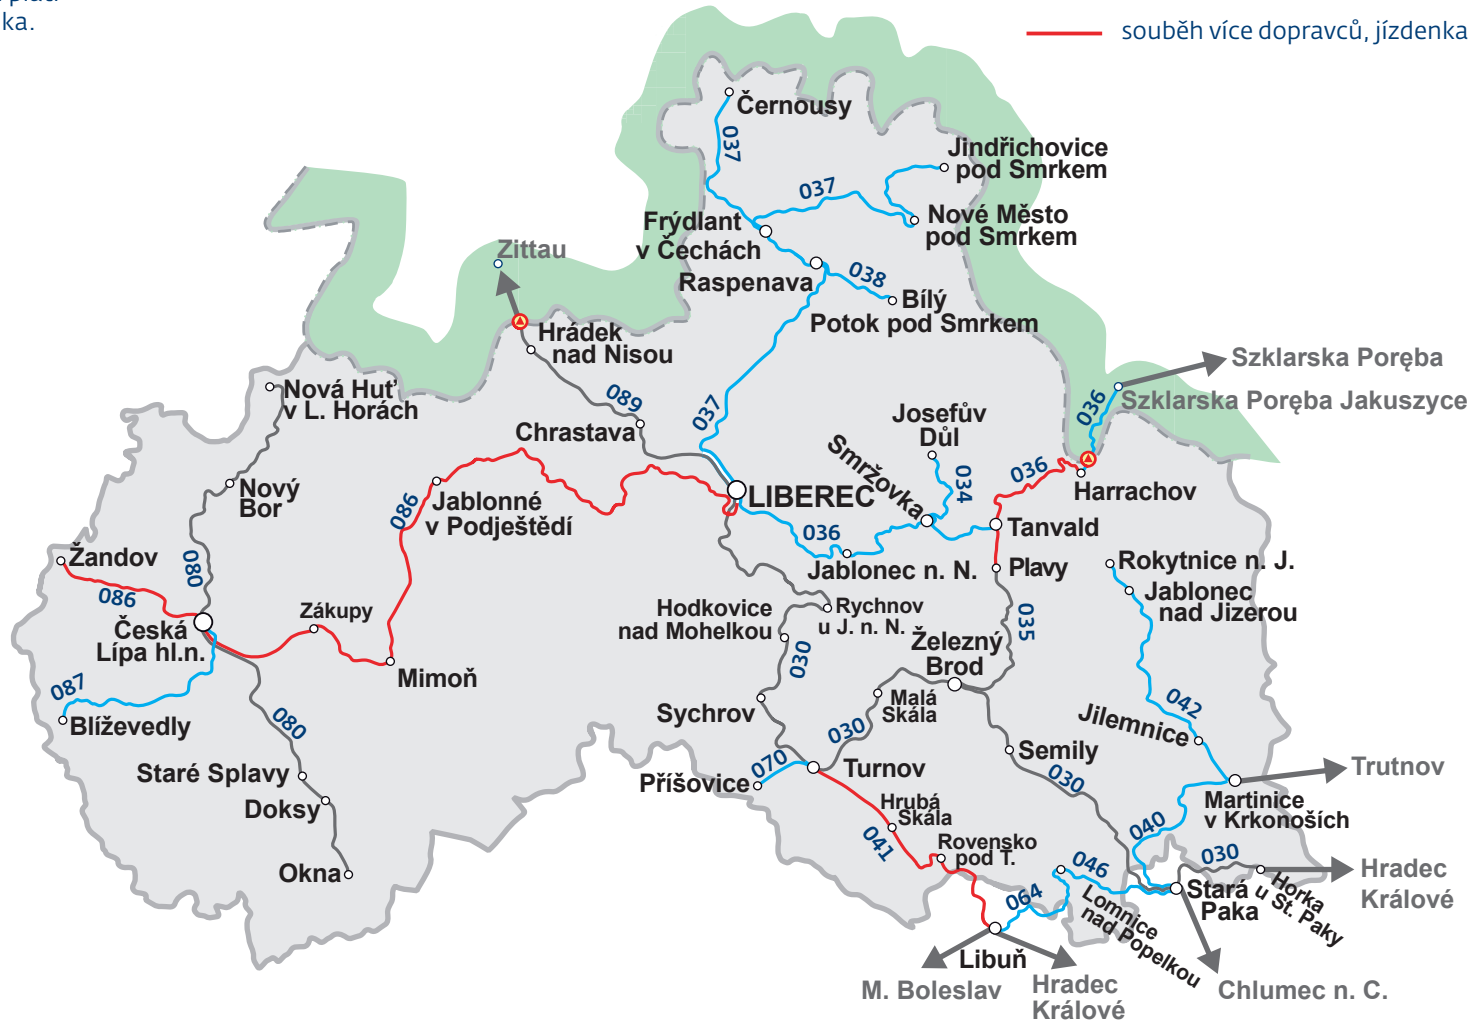 ka.
souběh více dopravců, jízdenka
Černousy
037
Jindřichovice
pod Smrkem
037
Nové Město
pod Smrkem
Frýdlant
v Čechách
Zittau
Raspenava
038
Bílý
Potok pod Smrkem
Hrádek
nad Nisou
Szklarska Poręba
Szklarska Poręba Jakuszyce
036
Nová Huť
v L. Horách
089
037
Josefův
Důl
Chrastava
Smržovka
034
036
Harrachov
Nový
Bor
086
Jablonné
v Podještědí
LIBEREC
036
Tanvald
Jablonec n. N.
Plavy
Rokytnice n. J.
Jablonec
nad Jizerou
Žandov
080
086
Zákupy
Česká
Lípa hl.n.
Mimoň
Hodkovice
nad Mohelkou
Rychnov
u J. n. N.
035
Železný
Brod
030
087
Blíževedly
080
Sychrov
Malá
Skála
030
042
Jilemnice
Semily
Staré Splavy
Doksy
Příšovice
070
Turnov
030
Trutnov
Martinice
v Krkonoších
Hrubá
Skála
041
040
Rovensko
pod T.
046
030
Okna
064
Lomnice
nad Popelkou
Stará
Paka
Horka
u St. Paky
Hradec
Králové
Libuň
M. Boleslav
Hradec
Králové
Chlumec n. C.